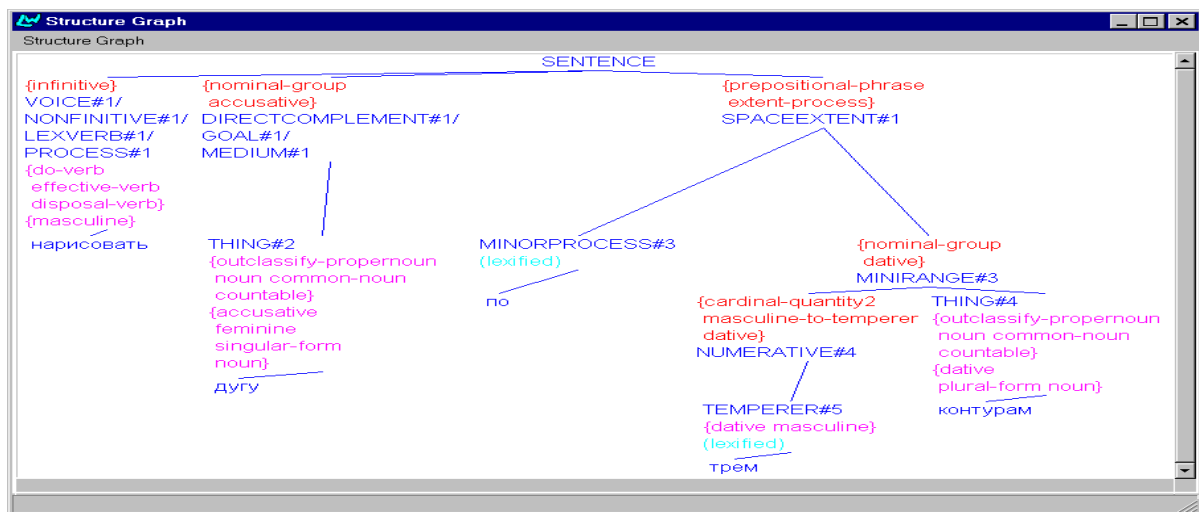 Structure Graph
Structure Graph
SENTENCE
{infinitive}
VOICE#1/
NONFINITIVE#1/
LEXVERB#1/
PROCESS#1
{do-verb
effective-verb
disposal-verb}
{masculine}
нарисовать
{nominal-group
accusative}
DIRECTCOMPLEMENT#1/
GOAL#1/
MEDIUM#1
THING#2
{outclassify-propernoun
noun common-noun
countable}
{accusative
feminine
singular-form
noun}
дугу
{prepositional-phrase
extent-process}
SPACEEXTENT#1
MINORPROCESS#3
(lexified)
по
{nominal-group
dative}
MINIRANGE#3
{cardinal-quantity2
masculine-to-temperer
dative}
NUMERATIVE#4
TEMPERER#5
{dative masculine}
(lexified)
трем
THING#4
{outclassify-propernoun
noun common-noun
countable}
{dative
plural-form noun}
контурам